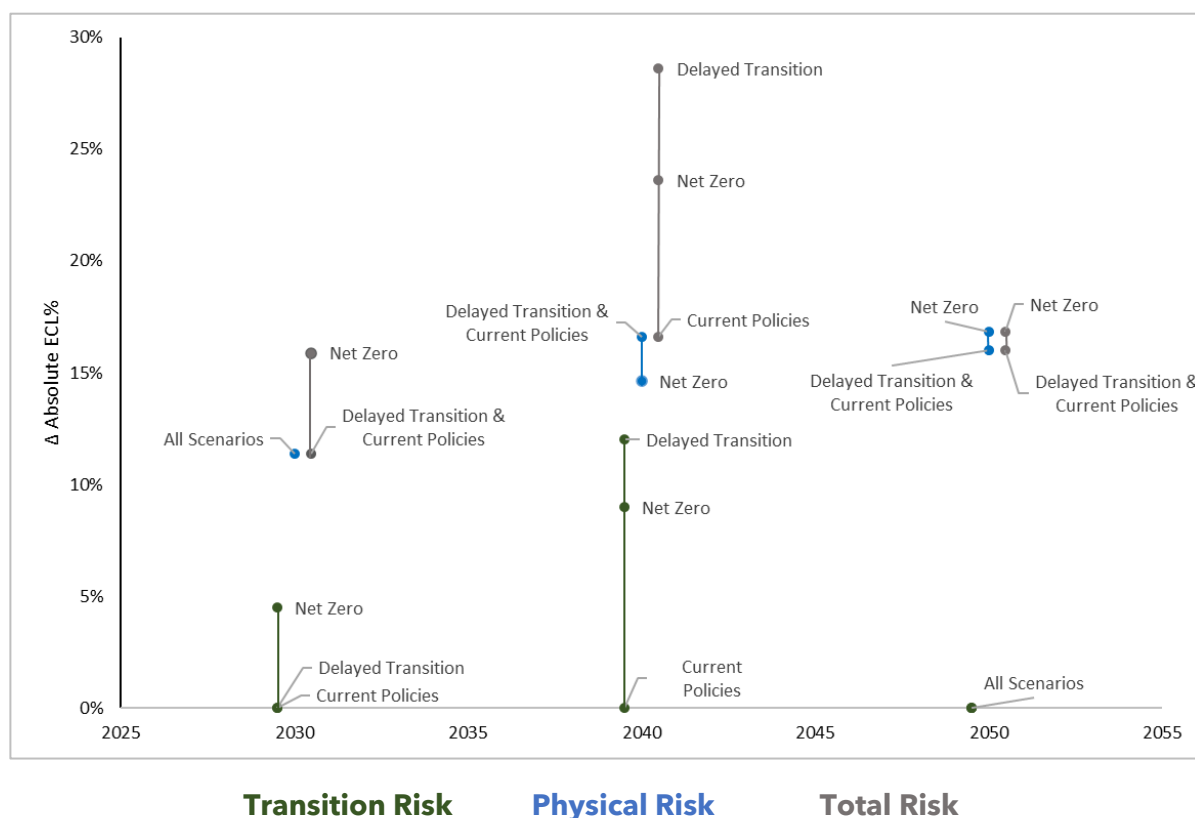 30%
Delayed Transition
25%
Net Zero
20%
Delayed Transition &
Current Policies
Current Policies
Net Zero
Net Zero
Δ Absolute ECL%
Net Zero
15%
Net Zero
Delayed Transition &
Current Policies
Delayed Transition &
Current Policies
All Scenarios
Delayed Transition &
Current Policies
Delayed Transition
10%
Net Zero
5%
Net Zero
Delayed Transition
Current Policies
Current
Policies
All Scenarios
0%
2025
2030
2035
2040
2045
2050
2055
Transition Risk
Physical Risk
Total Risk